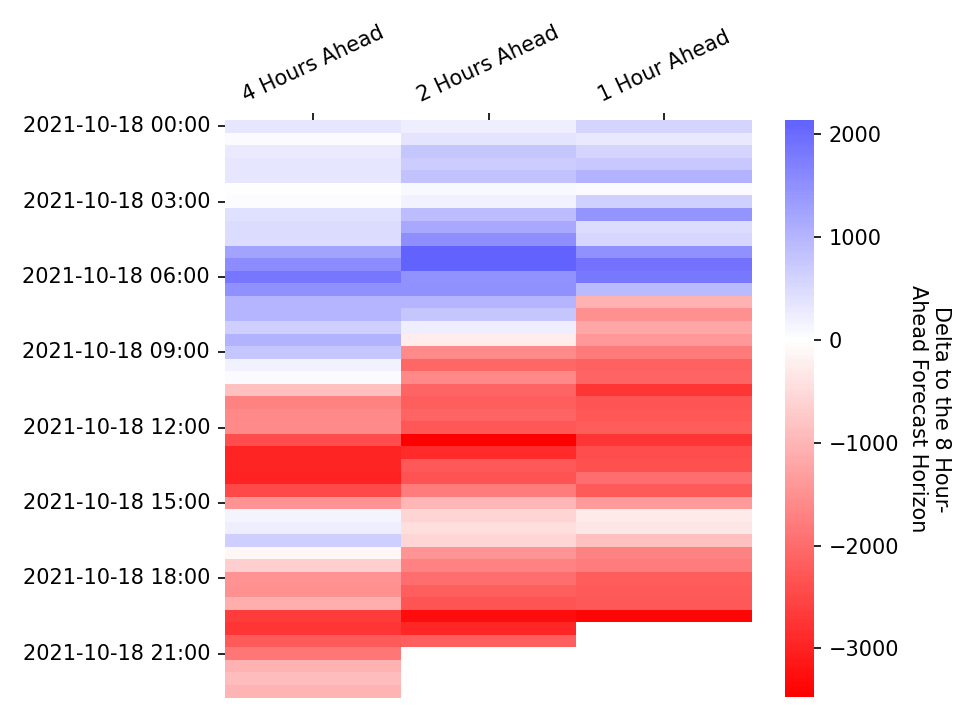 4 Hours Ahead
2 Hours Ahead
1 Hour Ahead
2021-10-18 00:00
2021-10-18 03:00
2021-10-18 06:00
2021-10-18 09:00
2021-10-18 12:00
2021-10-18 15:00
2021-10-18 18:00
2021-10-18 21:00
2000
1000
0
−1000
−2000
−3000
Delta to the 8 Hour-
Ahead Forecast Horizon